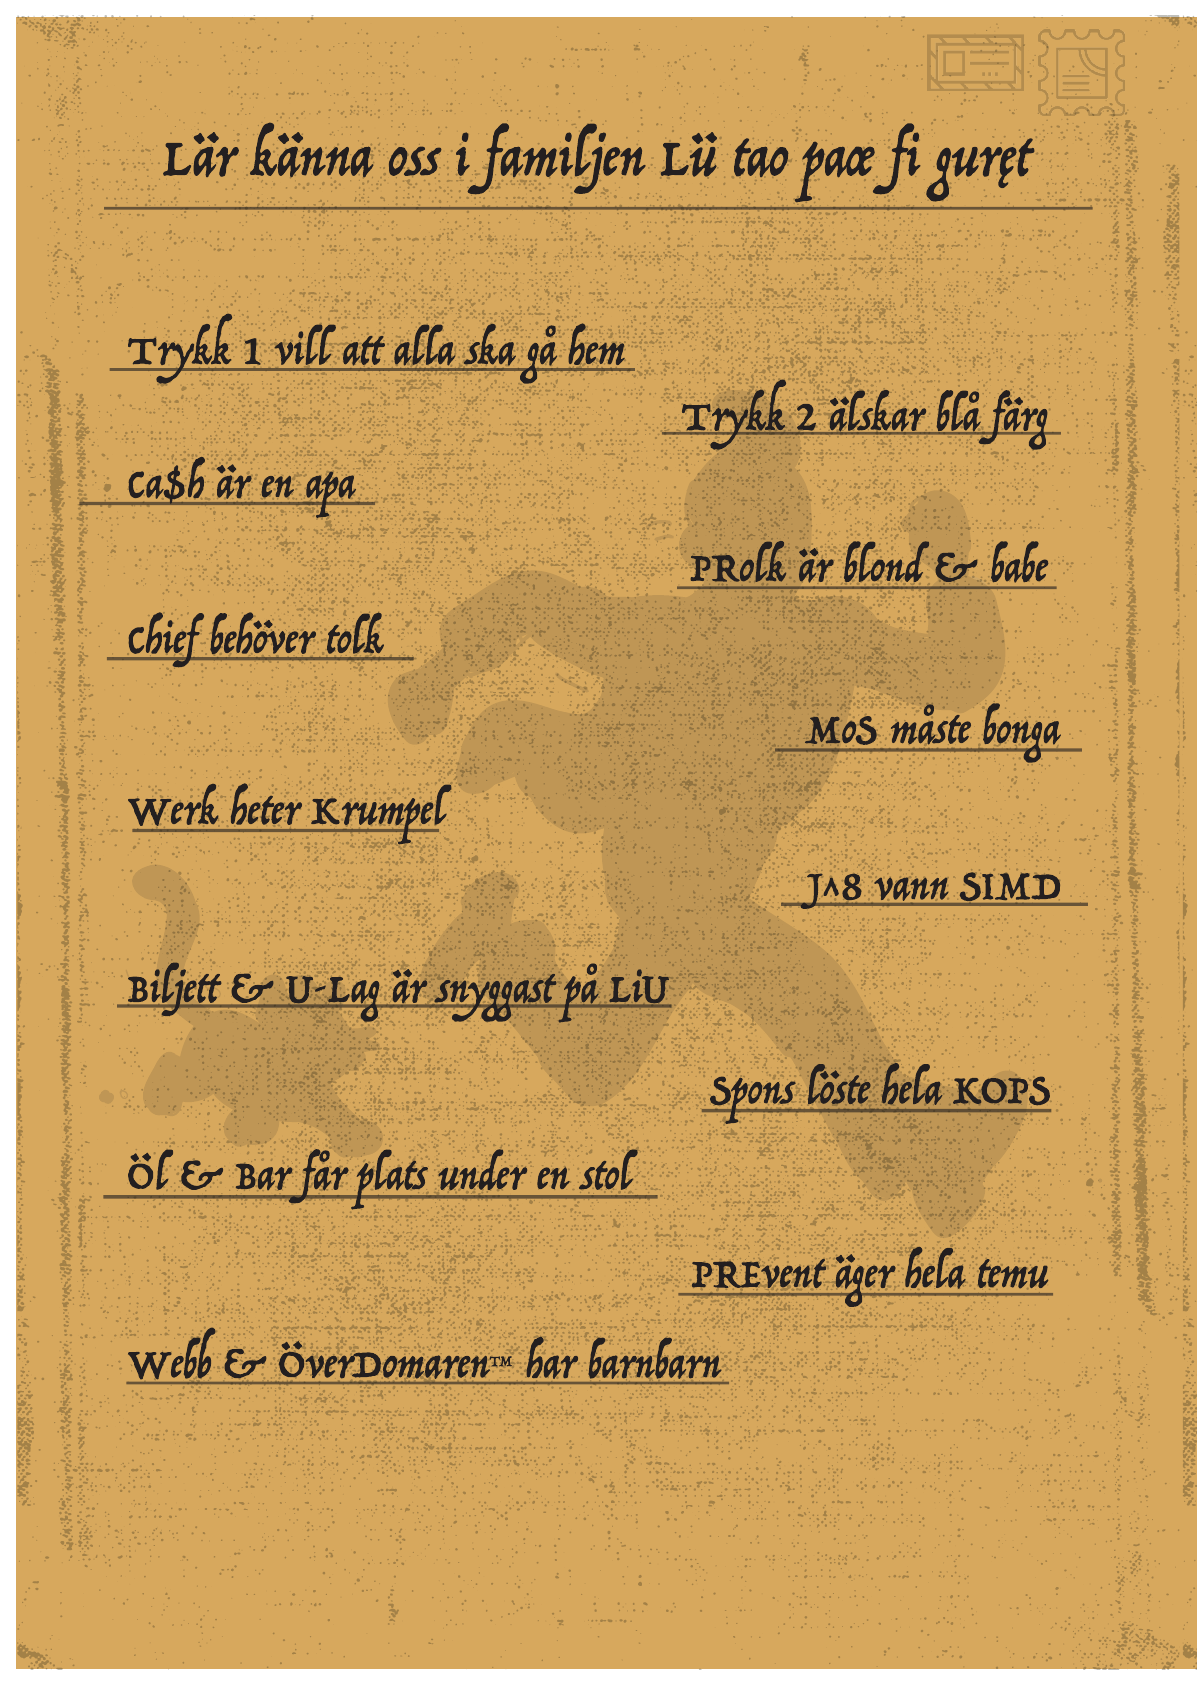 Lär känna oss i familjen Lü tao paœ fi guręt
Trykk 1 vill att alla ska gå hem
Trykk 2 älskar blå färg
Ca$h är en apa
PRolk är blond & babe
Chief behöver tolk
MoS måste bonga
Werk heter Krumpel
J^8 vann SIMD
Biljett & U-Lag är snyggast på LiU
Spons löste hela KOPS
Öl & Bar får plats under en stol
PREvent äger hela temu
Webb & ÖverDomaren™ har barnbarn